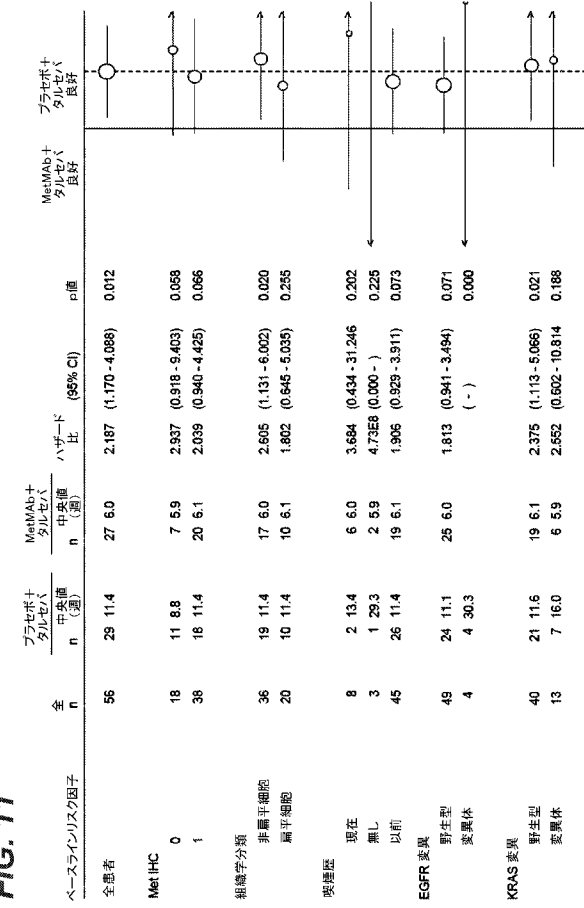 FIG. 11
プラセボ+
タルセバ
MetMAb+
タルセバ
MetMAb+
タルセバ
良好
プラセボ+
タルセバ
良好
ベースラインリスク因子
全
n
n
中央値
(週)
n
中央値
(週)
ハザード
比
(95% CI)
p値
全患者 56 29 11.4 27 6.0 2.187 (1.170 - 4.088) 0.012
Met IHC
0 18 11 8.8 7 5.9 2.937 (0.918 - 9.403) 0.058
1 38 18 11.4 20 6.1 2.039 (0.940 - 4.425) 0.066
組織学分類
非扁平細胞 36 19 11.4 17 6.0 2.605 (1.131 - 6.002) 0.020
扁平細胞 20 10 11.4 10 6.1 1.802 (0.645 - 5.035) 0.255
喫煙歴
現在 8 2 13.4 6 6.0 3.684 (0.434 - 31.246 0.202
無し 3 1 29.3 2 5.9 4.73E8 (0.000 - ) 0.225
以前 45 26 11.4 19 6.1 1.906 (0.929 - 3.911) 0.073
EGFR 変異
野生型 49 24 11.1 25 6.0 1.813 (0.941 - 3.494) 0.071
変異体 4 4 30.3 ( - ) 0.000
KRAS 変異
野生型 40 21 11.6 19 6.1 2.375 (1.113 - 5.066) 0.021
変異体 13 7 16.0 6 5.9 2.552 (0.602 - 10.814 0.188